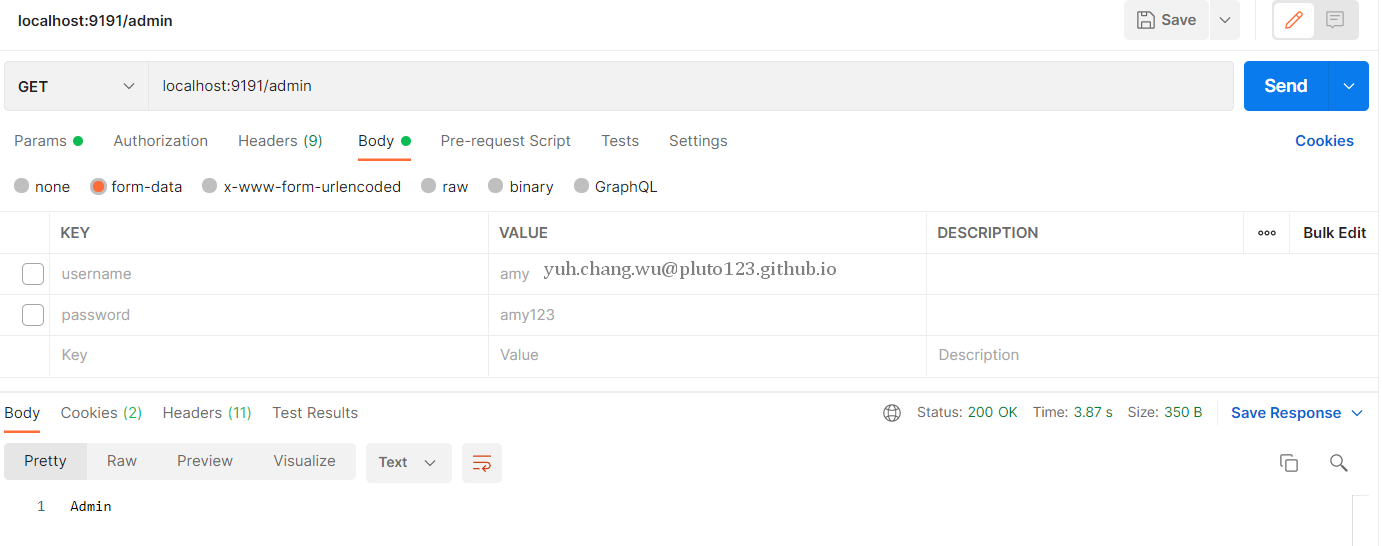 localhost:9191/admin Save
GET localhost:9191/admin Send
Params Authorization Headers (9) Body Pre-request Script Tests Settings Cookies
none form-data x-www-form-urlencoded raw binary GraphQL
KEY VALUE DESCRIPTION ooo Bulk Edit
username amy yuh.chang.wu@pluto123.github.io
password amy123
Key Value Description
Body Cookies (2) Headers (11) Test Results Status: 200 OK Time: 3.87 s Size: 350 B Save Response
Pretty Raw Preview Visualize Text
1 Admin